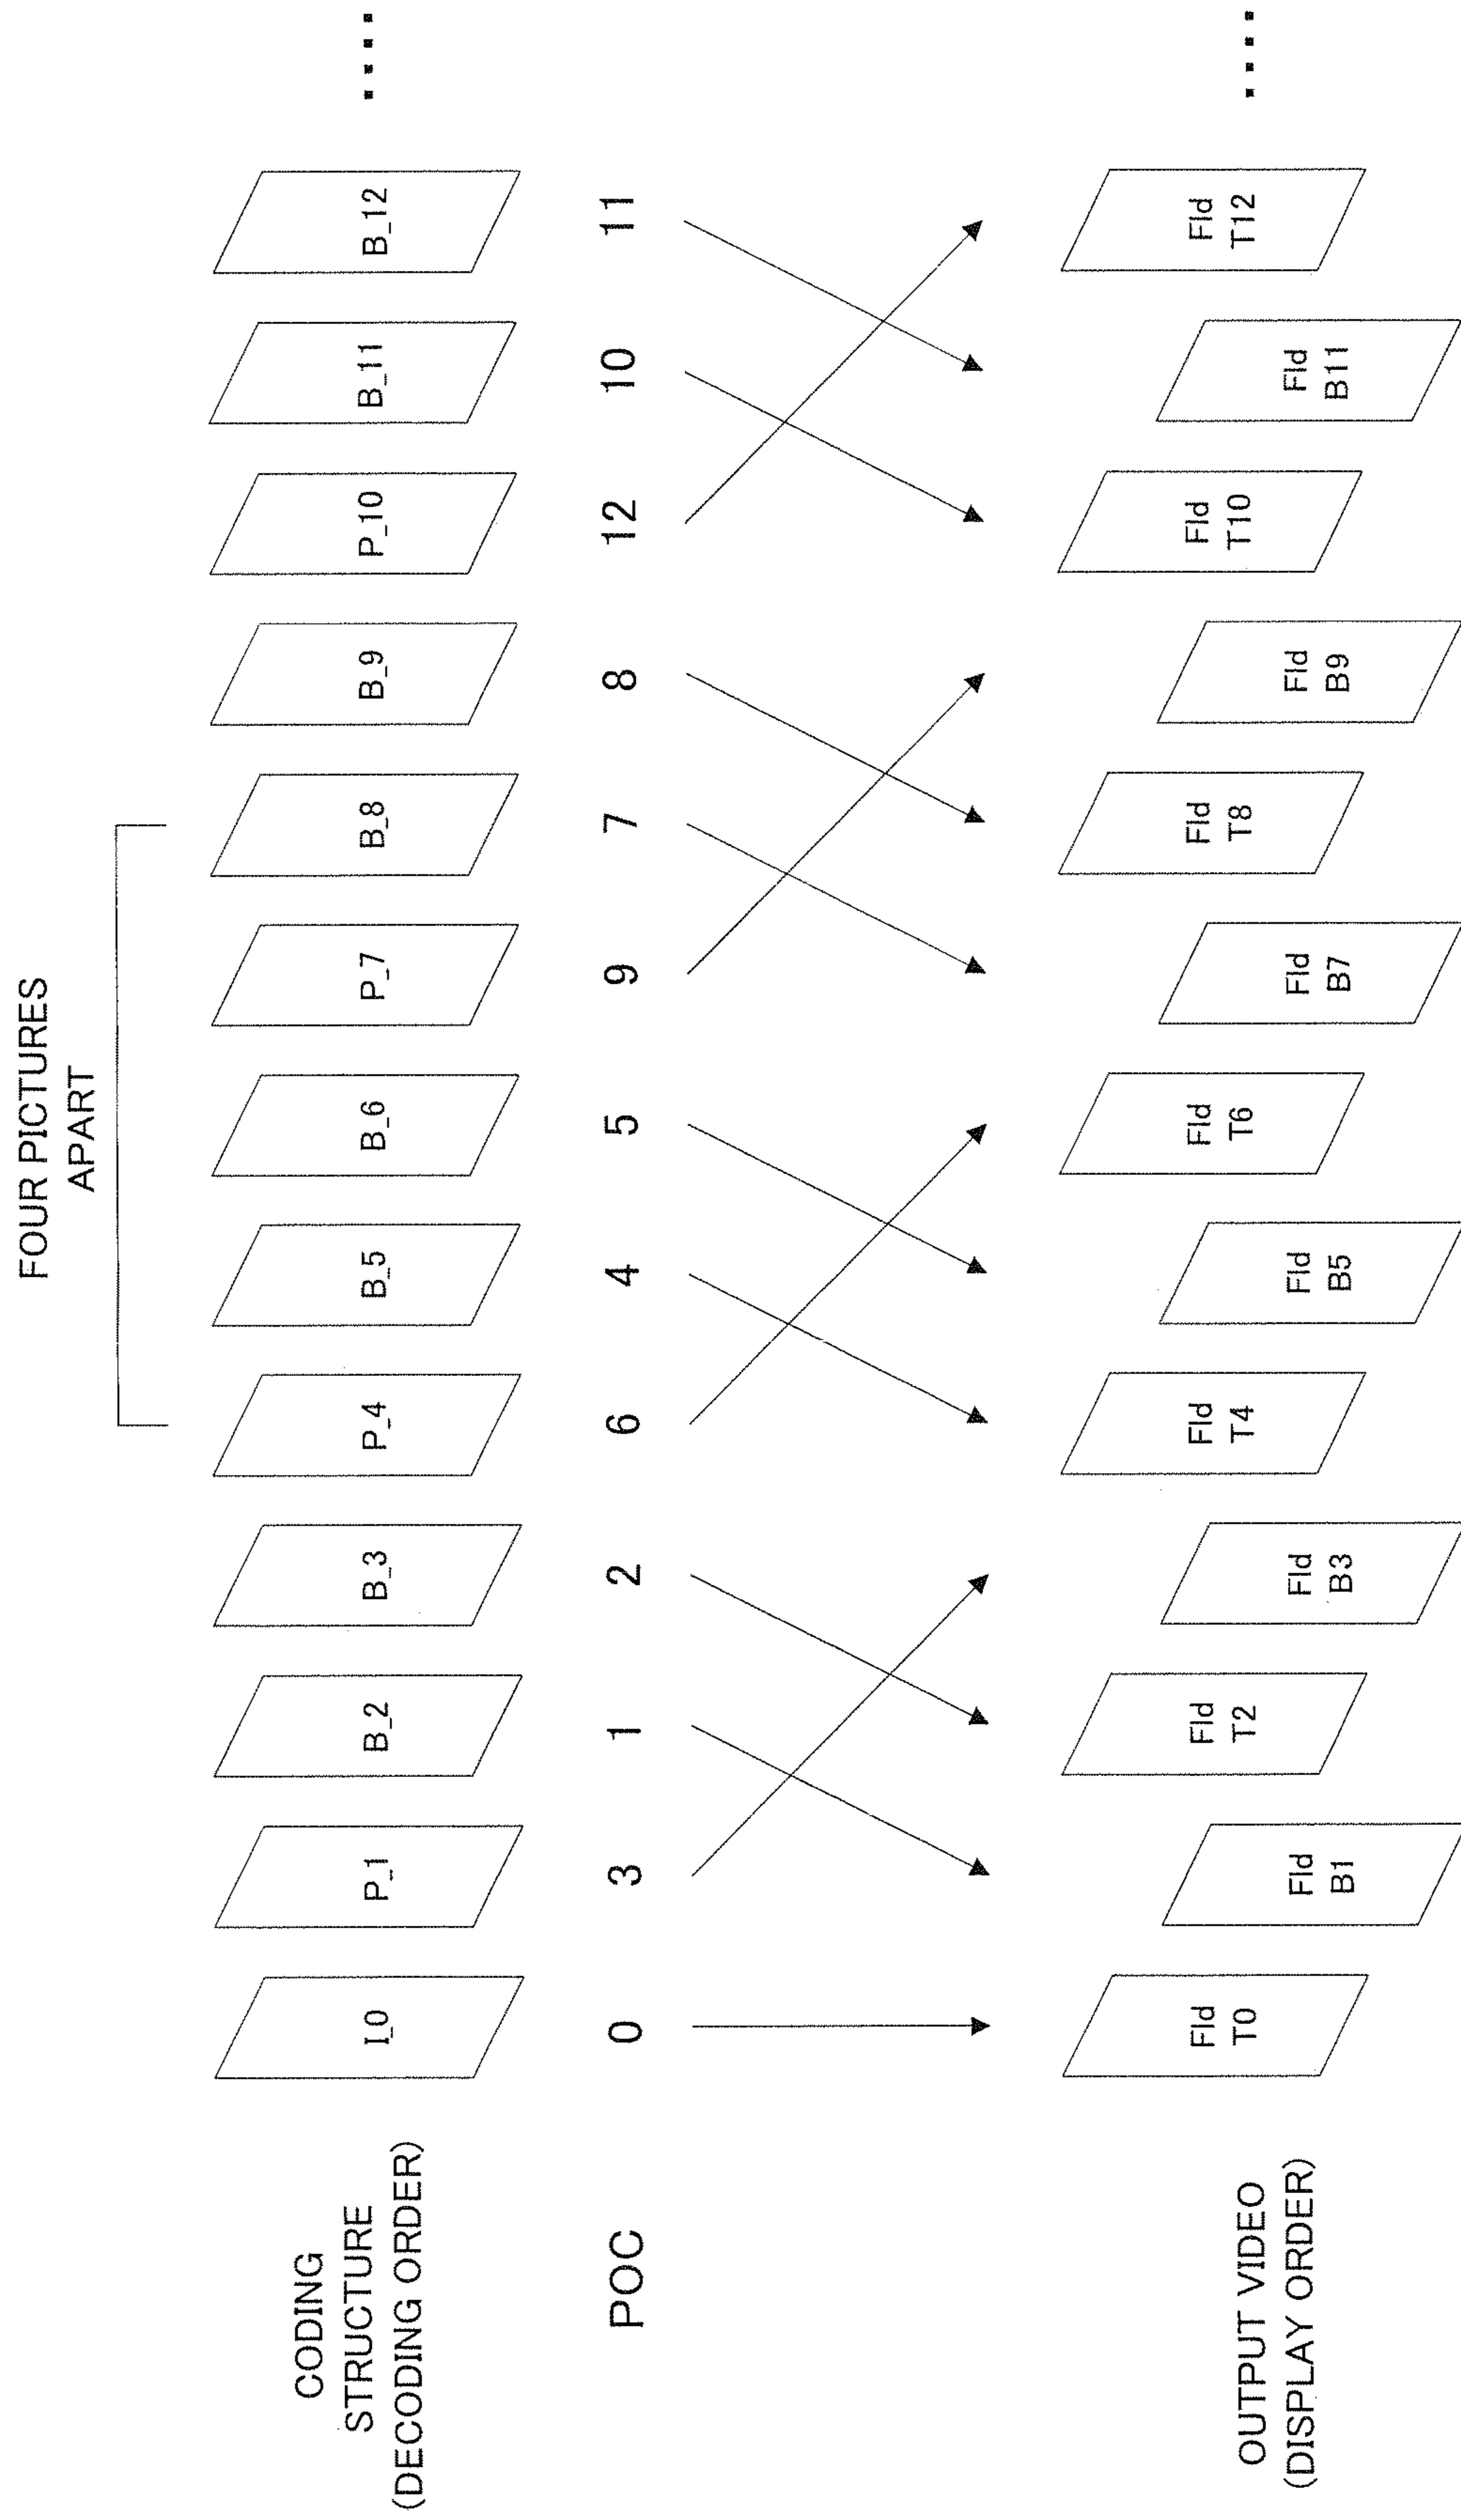 FOUR PICTURES
APART
CODING
STRUCTURE
(DECODING ORDER)
I_0
P_1
B_2
B_3
P_4
B_5
B_6
P_7
B_8
B_9
P_10
B_11
B_12
POC
0
3
1
2
6
4
5
9
7
8
12
10
11
OUTPUT VIDEO
(DISPLAY ORDER)
Fld
T0
Fld
B1
Fld
T2
Fld
B3
Fld
T4
Fld
B5
Fld
T6
Fld
B7
Fld
T8
Fld
B9
Fld
T10
Fld
B11
Fld
T12